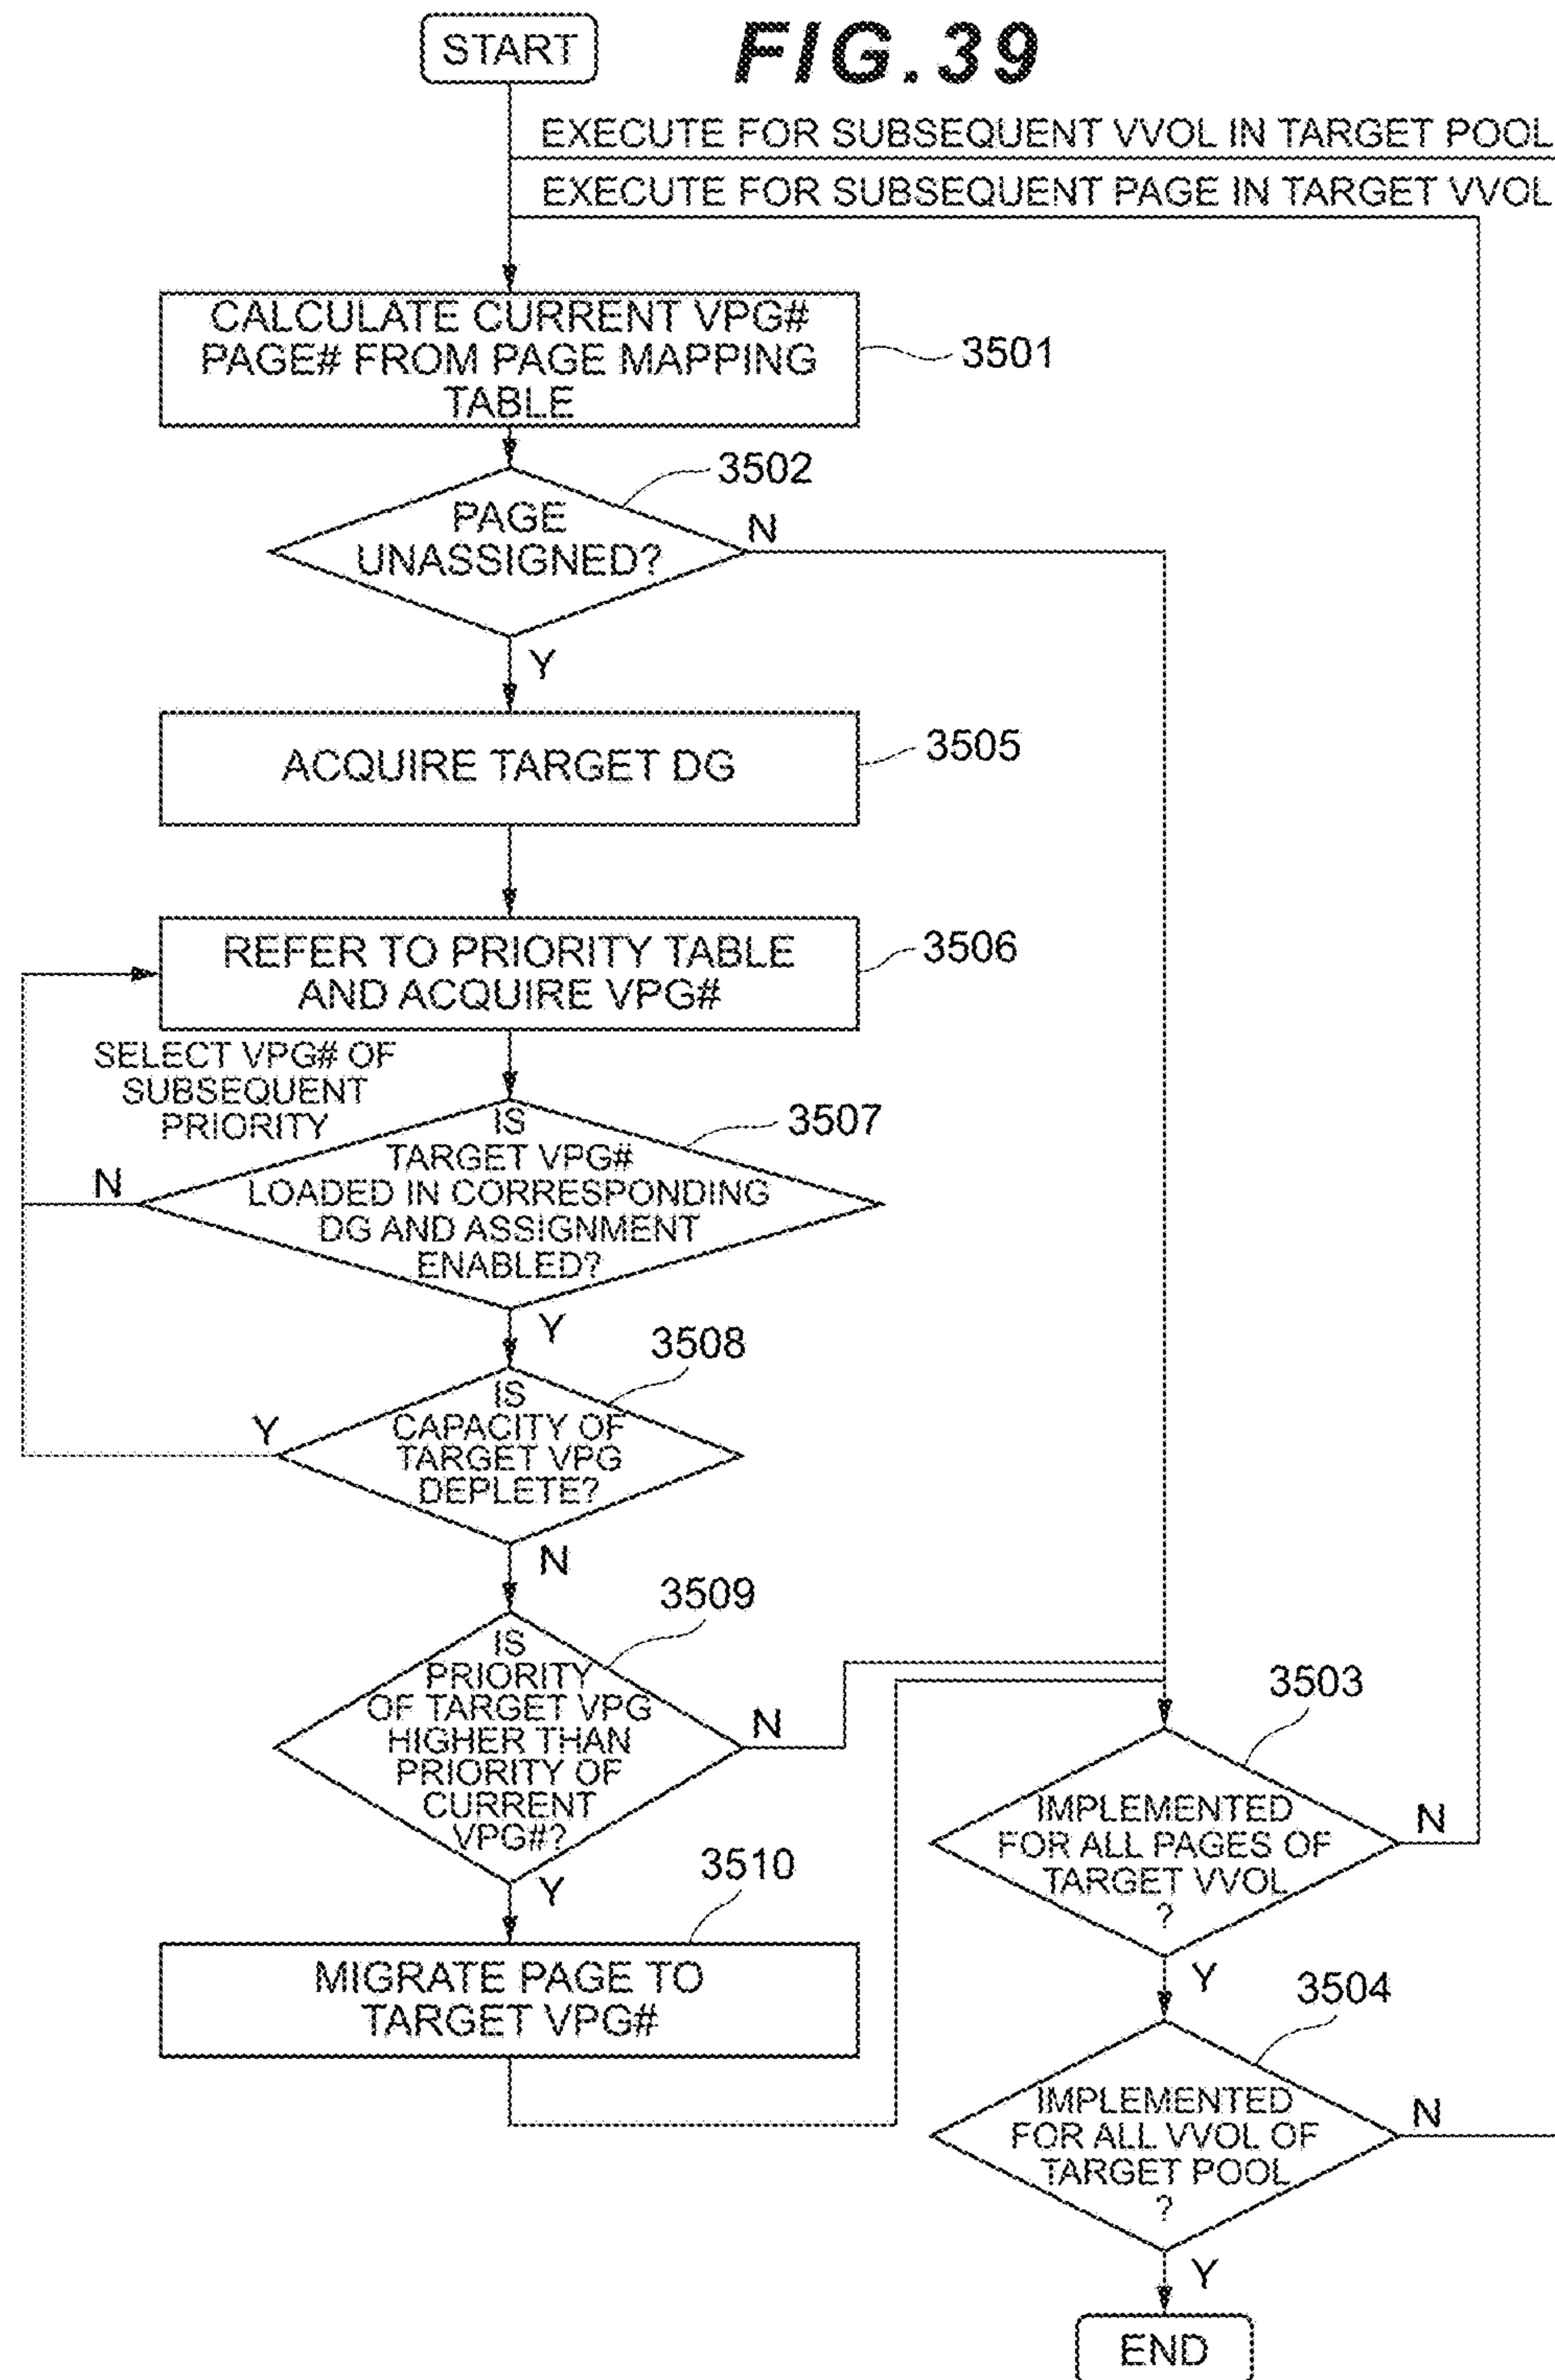 START
FIG.39
EXECUTE FOR SUBSEQUENT VVOL IN TARGET POOL
EXECUTE FOR SUBSEQUENT PAGE IN TARGET VVOL
CALCULATE CURRENT VPG#
PAGE# FROM PAGE MAPPING
TABLE
3501
3502
PAGE
UNASSIGNED?
N
Y
ACQUIRE TARGET DG
3505
REFER TO PRIORITY TABLE
AND ACQUIRE VPG#
3506
SELECT VPG# OF
SUBSEQUENT
PRIORITY
IS
TARGET VPG#
LOADED IN CORRESPONDING
DG AND ASSIGNMENT
ENABLED?
3507
N
Y
3508
IS
CAPACITY OF
TARGET VPG
DEPLETE?
Y
N
3509
IS
PRIORITY
OF TARGET VPG
HIGHER THAN
PRIORITY OF
CURRENT
VPG#?
N
Y
3510
MIGRATE PAGE TO
TARGET VPG#
3503
IMPLEMENTED
FOR ALL PAGES OF
TARGET VVOL
?
N
Y
3504
IMPLEMENTED
FOR ALL VVOL OF
TARGET POOL
?
N
Y
END